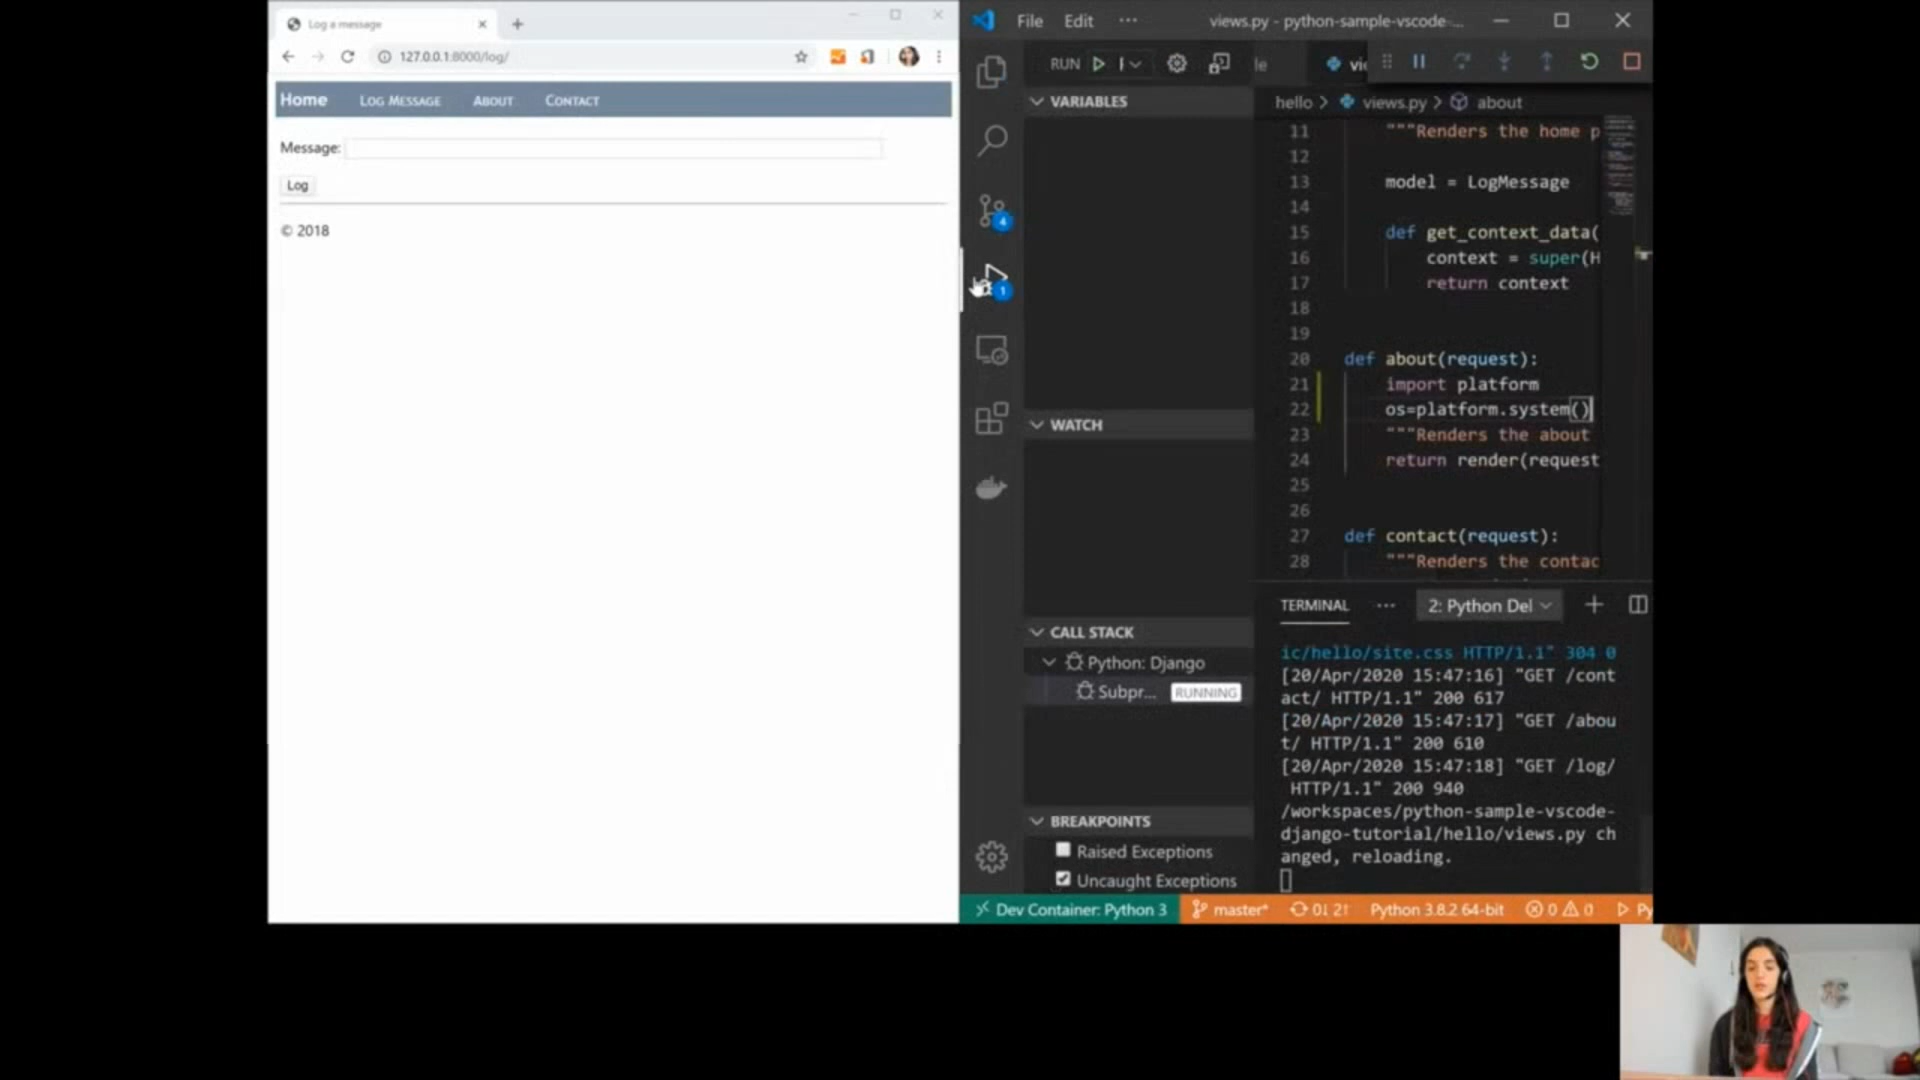 Log a message
127.0.0.1:8000/log/
Home Log Message About Contact
Message:
Log
© 2018
File Edit ··· views.py - python-sample-vscode-...
RUN
le
hello > views.py > about
VARIABLES
WATCH
CALL STACK
Python: Django
Subpr... RUNNING
BREAKPOINTS
Raised Exceptions
Uncaught Exceptions
4
1
11 """Renders the home p
12
13 model = LogMessage
14
15 def get_context_data(
16 context = super(H
17 return context
18
19
20 def about(request):
21 import platform
22 os=platform.system()
23 """Renders the about
24 return render(request
25
26
27 def contact(request):
28 """Renders the contac
TERMINAL ··· 2: Python Del
ic/hello/site.css HTTP/1.1" 304 0
[20/Apr/2020 15:47:16] "GET /cont
act/ HTTP/1.1" 200 617
[20/Apr/2020 15:47:17] "GET /abou
t/ HTTP/1.1" 200 610
[20/Apr/2020 15:47:18] "GET /log/
HTTP/1.1" 200 940
/workspaces/python-sample-vscode-
django-tutorial/hello/views.py ch
anged, reloading.
Dev Container: Python 3 master* 0↓ 2↑ Python 3.8.2 64-bit 0 0 Py